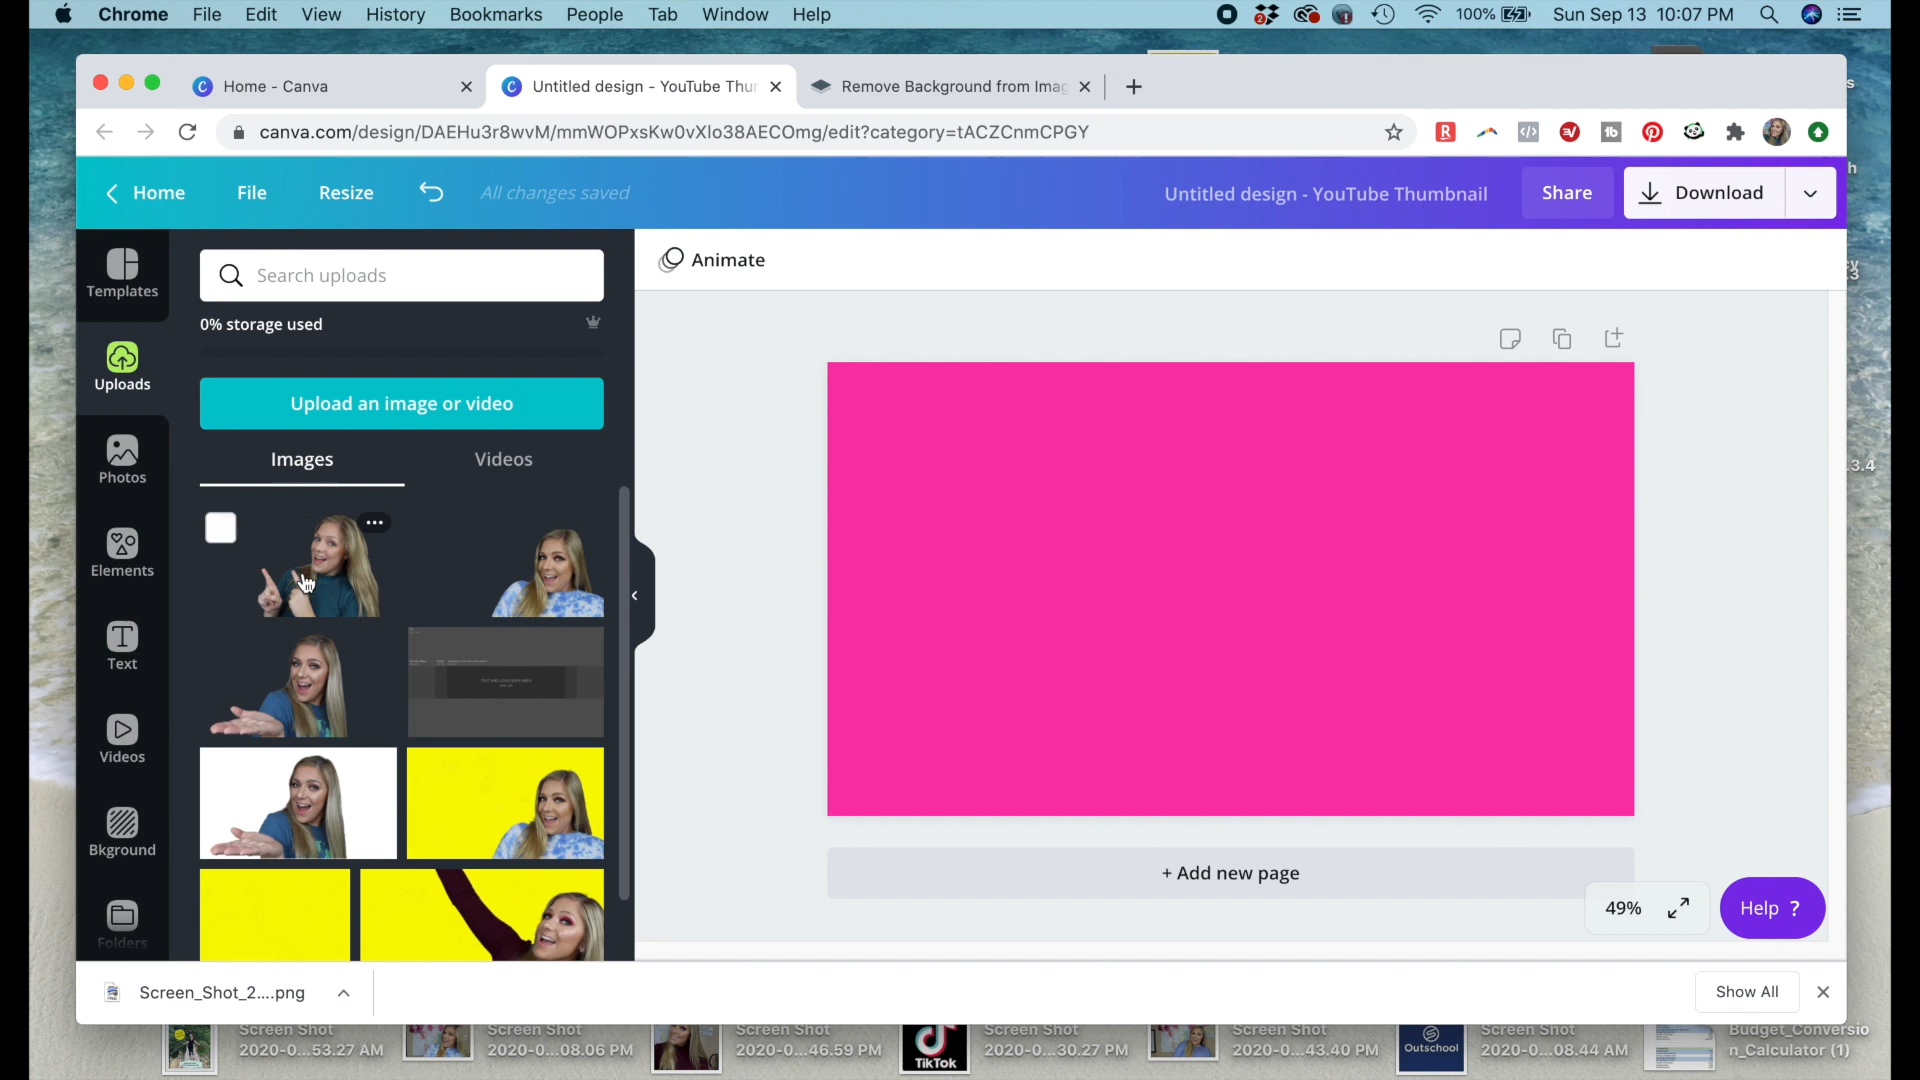 Chrome File Edit View History Bookmarks People Tab Window Help 2 100% Sun Sep 13 10:07 PM
Home - Canva
Untitled design - YouTube Thu
Remove Background from Imag
canva.com/design/DAEHu3r8wvM/mmWOPxsKw0vXlo38AECOmg/edit?category=tACZCnmCPGY
Home File Resize All changes saved Untitled design - YouTube Thumbnail Share Download
Templates
Uploads
Photos
Elements
Text
Videos
Bkground
Folders
Search uploads
0% storage used
Upload an image or video
Images Videos
Animate
+ Add new page
49%
Help ?
Screen_Shot_2....png
Show All
Screen Shot
2020-0...53.27 AM
Screen Shot
2020-0...08.06 PM
Screen Shot
2020-0...46.59 PM
TikTok
Screen Shot
2020-0...30.27 PM
Screen Shot
2020-0...43.40 PM
Outschool
Screen Shot
2020-0...08.44 AM
Budget_Conversio
n_Calculator (1)
.3.4